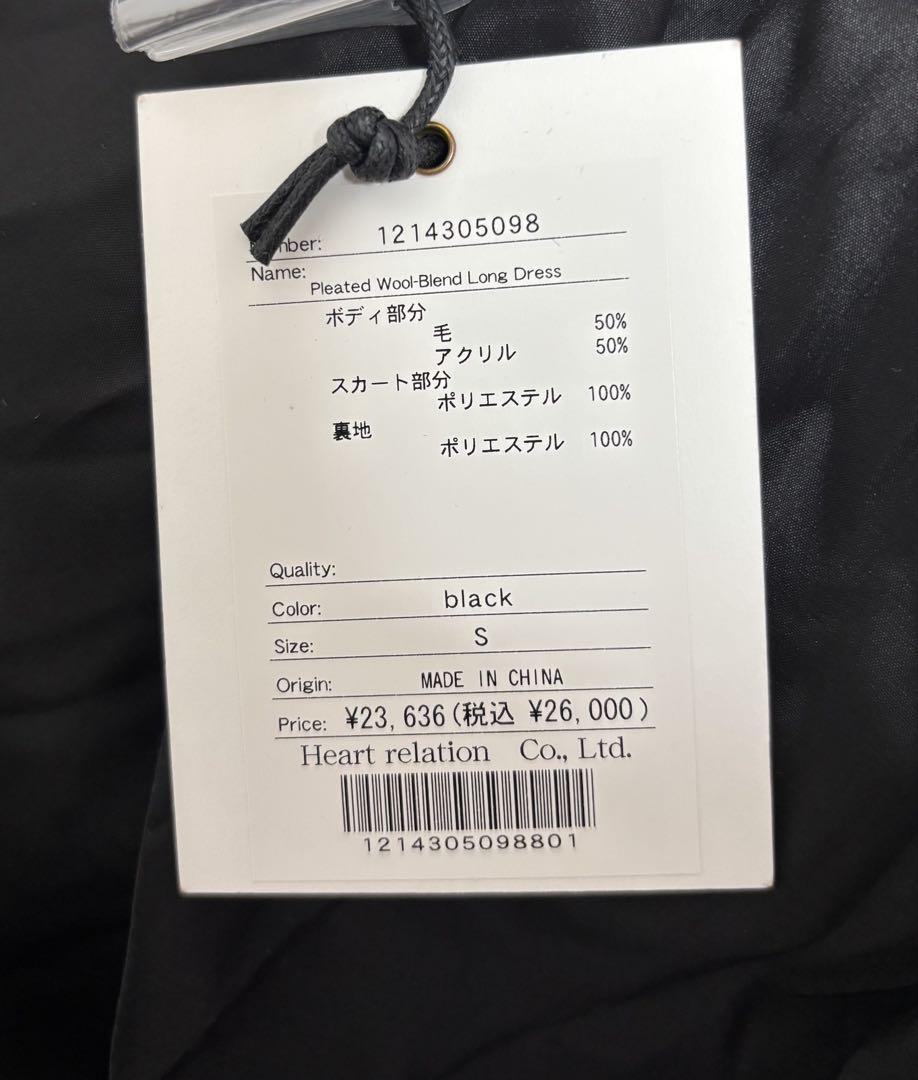 Number: 1214305098
Name: Pleated Wool-Blend Long Dress
ボディ部分
毛 50%
アクリル 50%
スカート部分
ポリエステル 100%
裏地
ポリエステル 100%
Quality:
Color: black
Size: S
Origin: MADE IN CHINA
Price: ¥23,636(税込 ¥26,000)
Heart relation Co., Ltd.
1214305098801